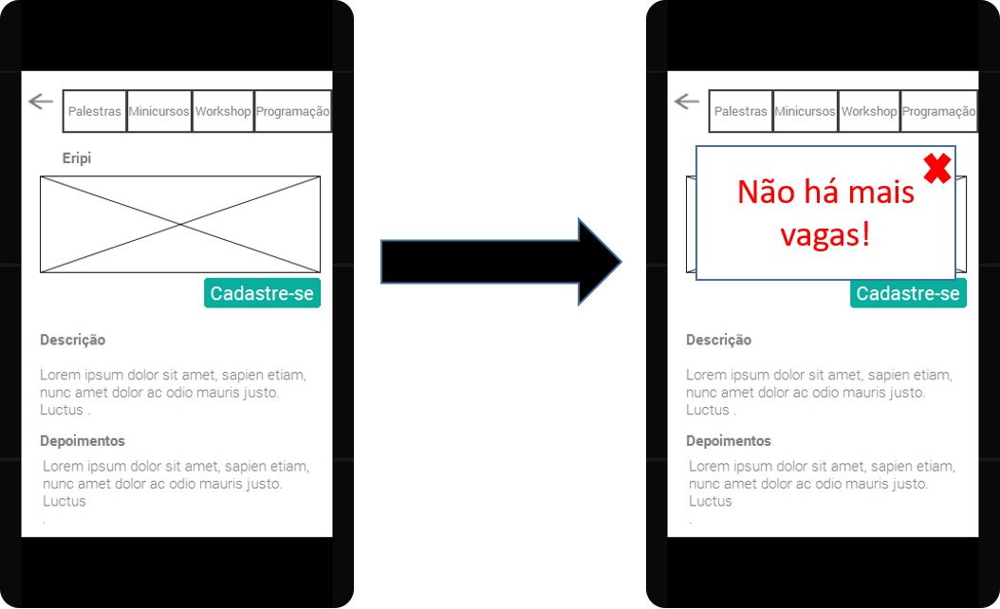 Palestras Minicursos Workshop Programação
Eripi
Cadastre-se
Descrição
Lorem ipsum dolor sit amet, sapien etiam,
nunc amet dolor ac odio mauris justo.
Luctus .
Depoimentos
Lorem ipsum dolor sit amet, sapien etiam,
nunc amet dolor ac odio mauris justo.
Luctus
.
Palestras Minicursos Workshop Programação
Não há mais
vagas!
Cadastre-se
Descrição
Lorem ipsum dolor sit amet, sapien etiam,
nunc amet dolor ac odio mauris justo.
Luctus .
Depoimentos
Lorem ipsum dolor sit amet, sapien etiam,
nunc amet dolor ac odio mauris justo.
Luctus
.